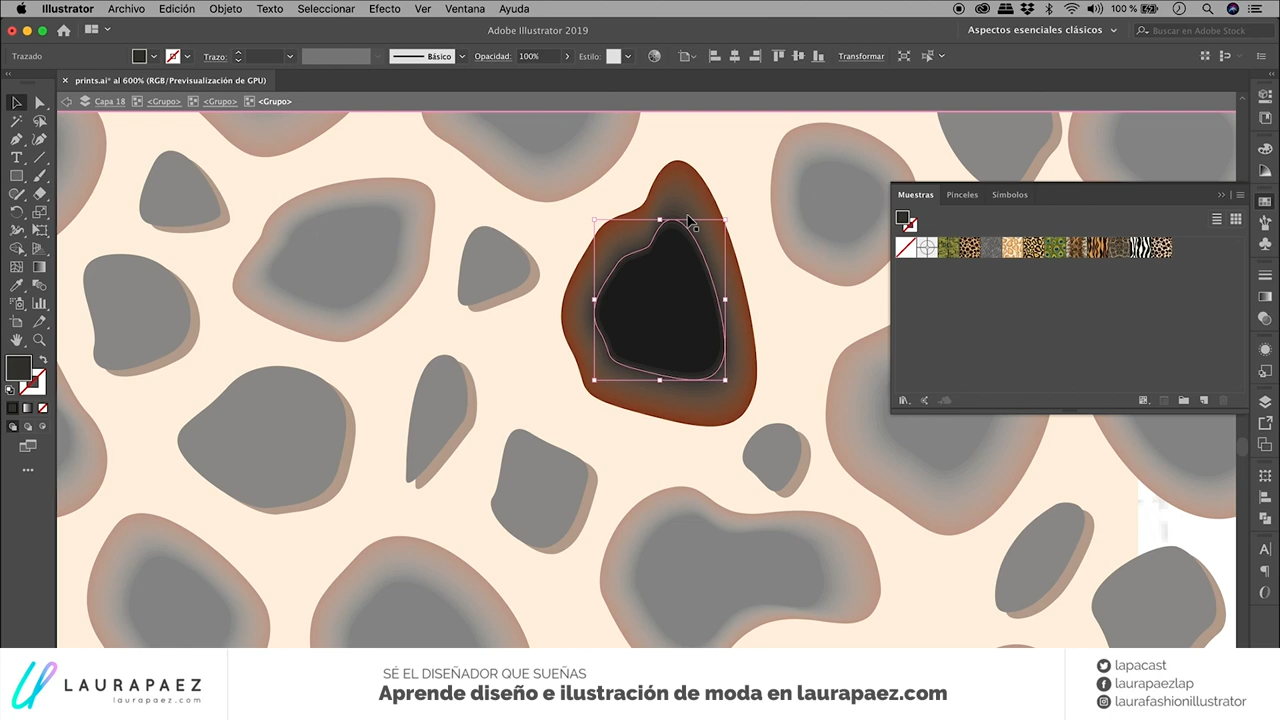 Illustrator Archivo Edición Objeto Texto Seleccionar Efecto Ver Ventana Ayuda 100 %
Adobe Illustrator 2019
Aspectos esenciales clásicos
Buscar en Adobe Stock
Trazado Trazo: Básico Opacidad: 100% Estilo: Transformar
× prints.ai* al 600% (RGB/Previsualización de GPU)
Capa 18 <Grupo> <Grupo> <Grupo>
Muestras Pinceles Símbolos
LAURAPAEZ
laurapaez.com
SÉ EL DISEÑADOR QUE SUEÑAS
Aprende diseño e ilustración de moda en laurapaez.com
lapacast
laurapaezlap
laurafashionillustrator